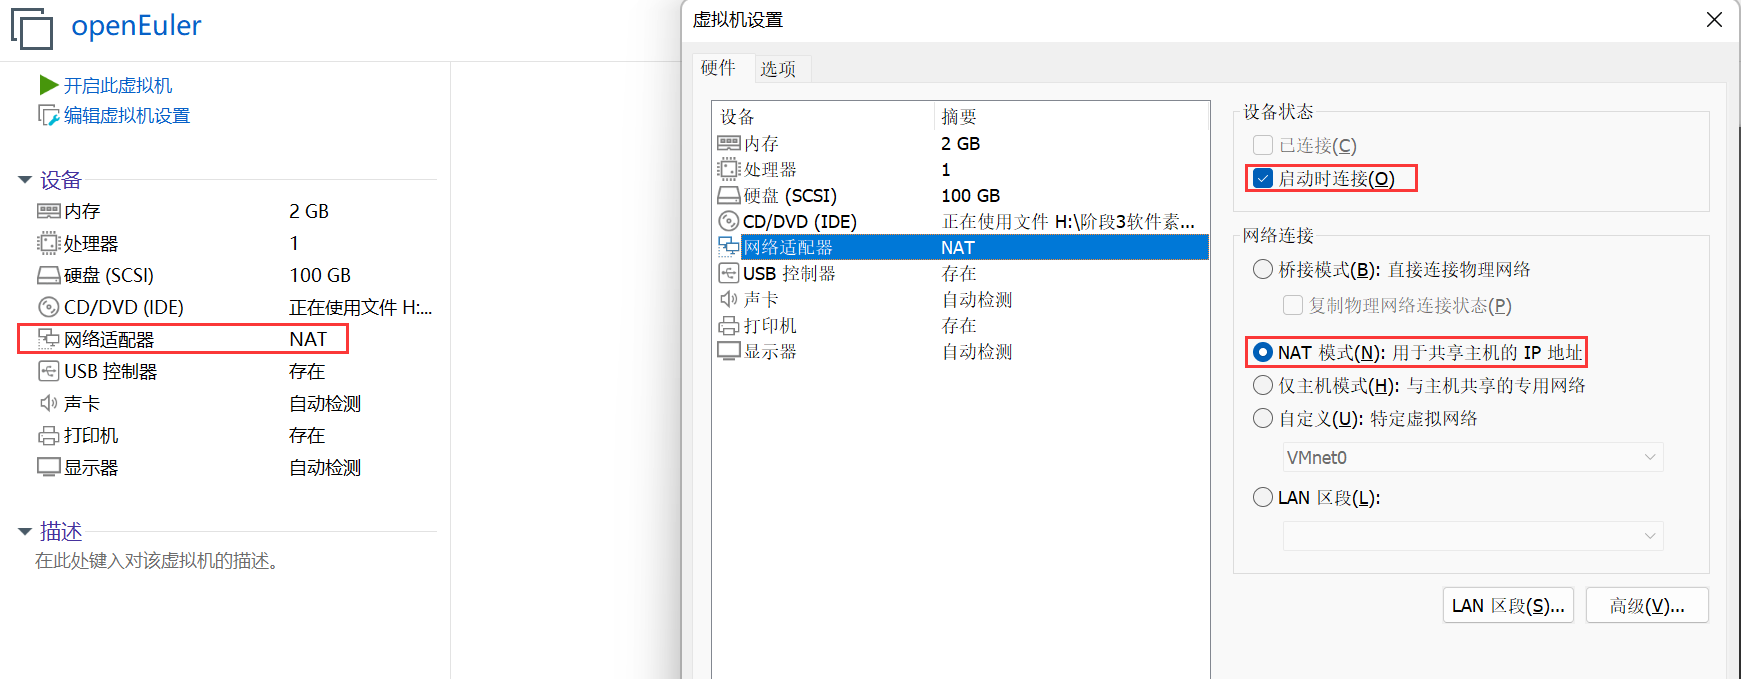 openEuler
开启此虚拟机
编辑虚拟机设置
设备
内存 2 GB
处理器 1
硬盘 (SCSI) 100 GB
CD/DVD (IDE) 正在使用文件 H:...
网络适配器 NAT
USB 控制器 存在
声卡 自动检测
打印机 存在
显示器 自动检测
描述
在此处键入对该虚拟机的描述。
虚拟机设置
硬件 选项
设备 摘要
内存 2 GB
处理器 1
硬盘 (SCSI) 100 GB
CD/DVD (IDE) 正在使用文件 H:\阶段3软件素...
网络适配器 NAT
USB 控制器 存在
声卡 自动检测
打印机 存在
显示器 自动检测
设备状态
已连接(C)
启动时连接(O)
网络连接
桥接模式(B): 直接连接物理网络
复制物理网络连接状态(P)
NAT 模式(N): 用于共享主机的 IP 地址
仅主机模式(H): 与主机共享的专用网络
自定义(U): 特定虚拟网络
VMnet0
LAN 区段(L):
LAN 区段(S)... 高级(V)...